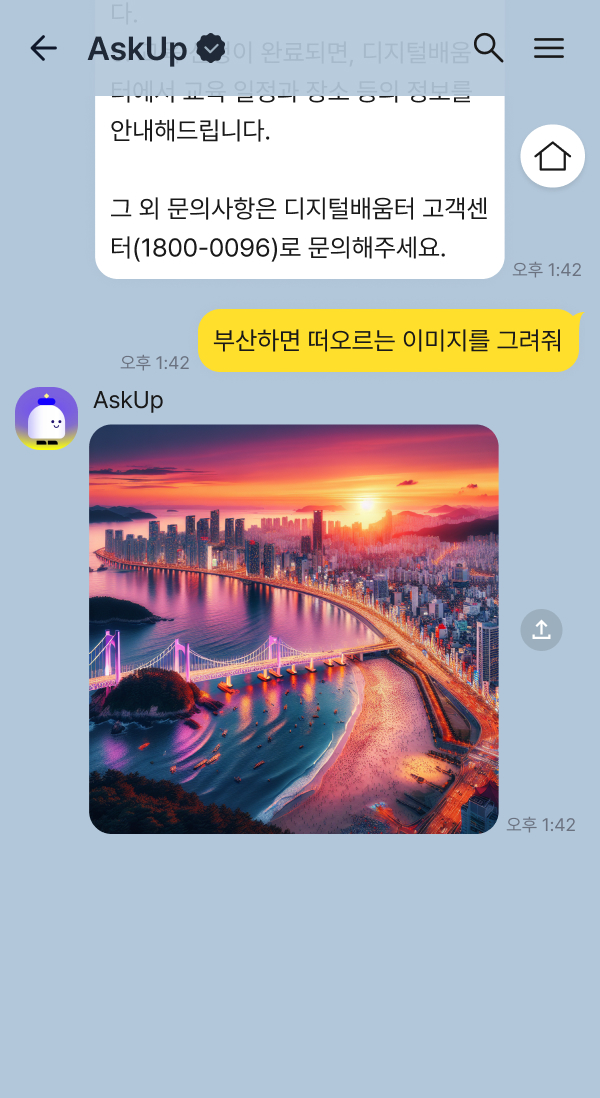 다.
AskUp
이 완료되면, 디지털배움
터에서 교육 일정과 장소 등의 정보를
안내해드립니다.
그 외 문의사항은 디지털배움터 고객센
터(1800-0096)로 문의해주세요.
오후 1:42
부산하면 떠오르는 이미지를 그려줘
오후 1:42
AskUp
오후 1:42